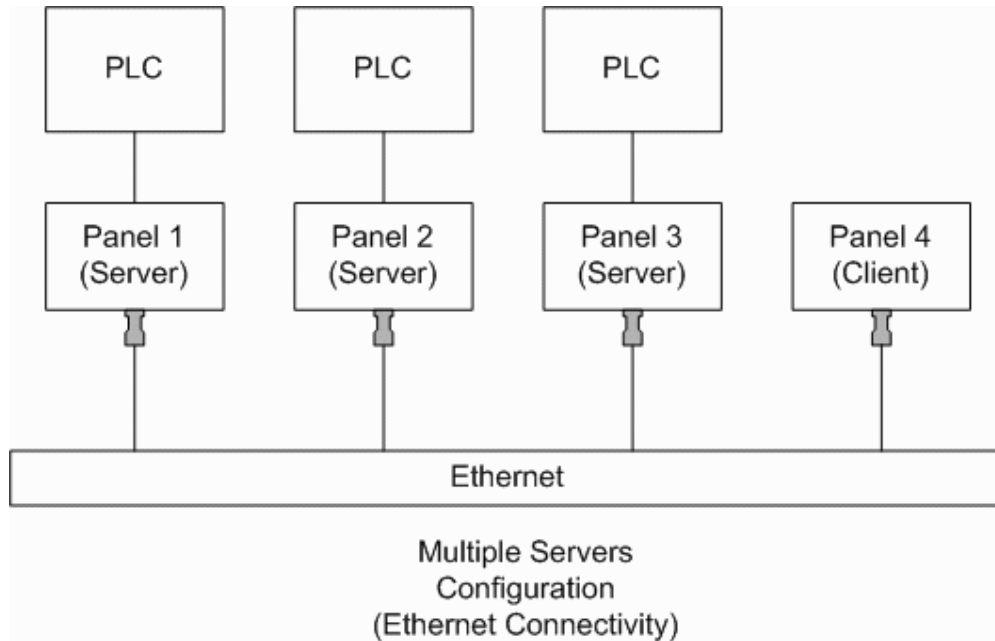 PLC
PLC
PLC
Panel 1
(Server)
Panel 2
(Server)
Panel 3
(Server)
Panel 4
(Client)
Ethernet
Multiple Servers
Configuration
(Ethernet Connectivity)